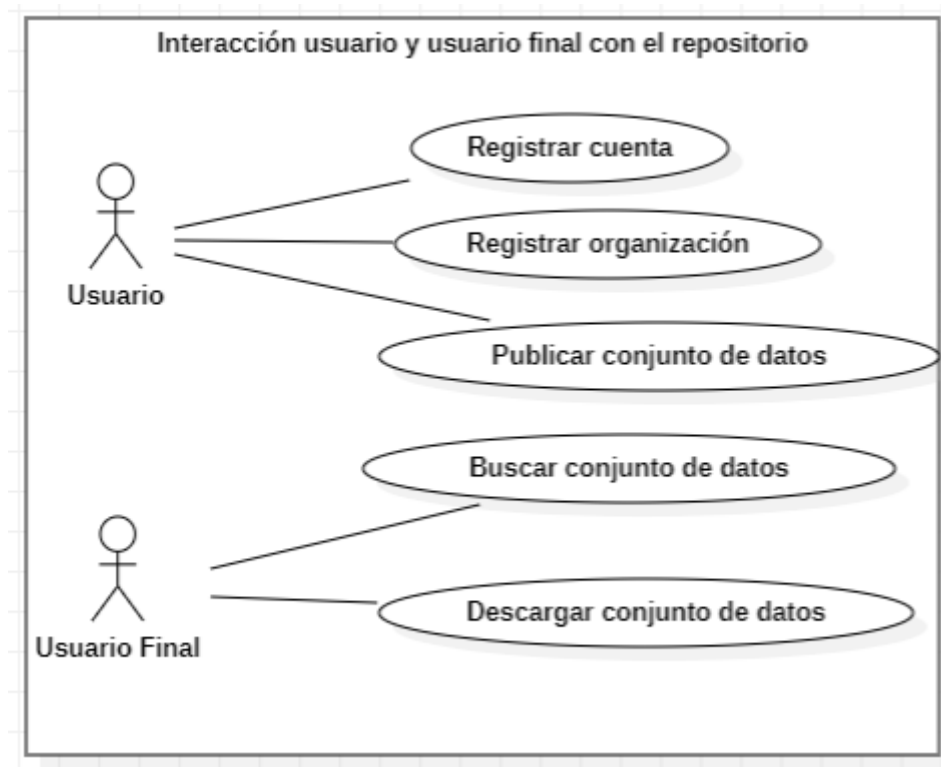 Interacción usuario y usuario final con el repositorio
Registrar cuenta
Registrar organización
Usuario
Publicar conjunto de datos
Buscar conjunto de datos
Descargar conjunto de datos
Usuario Final